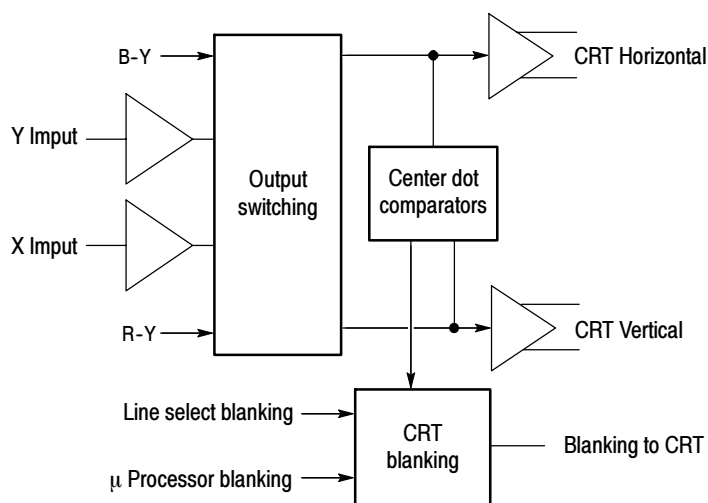 B-Y
CRT Horizontal
Y Imput
Output
switching
Center dot
comparators
X Imput
R-Y
CRT Vertical
Line select blanking
CRT
blanking
Blanking to CRT
μ Processor blanking